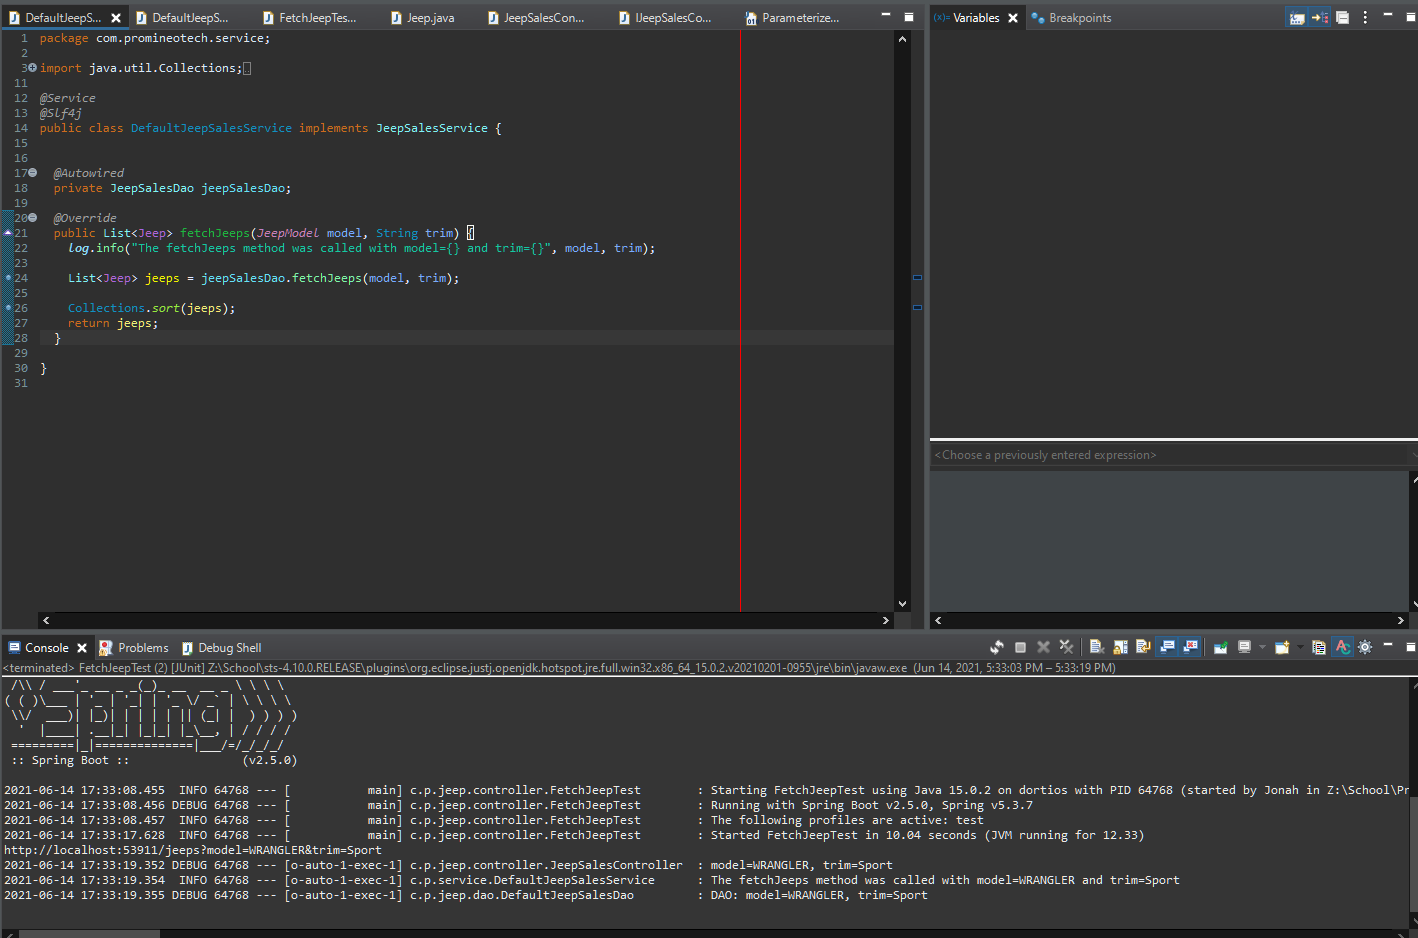 DefaultJeepS... DefaultJeepS... FetchJeepTes... Jeep.java JeepSalesCon... IJeepSalesCo... Parameterize...
1 package com.promineotech.service;
2
3 import java.util.Collections;
11
12 @Service
13 @Slf4j
14 public class DefaultJeepSalesService implements JeepSalesService {
15
16
17 @Autowired
18 private JeepSalesDao jeepSalesDao;
19
20 @Override
21 public List<Jeep> fetchJeeps(JeepModel model, String trim) {
22 log.info("The fetchJeeps method was called with model={} and trim={}", model, trim);
23
24 List<Jeep> jeeps = jeepSalesDao.fetchJeeps(model, trim);
25
26 Collections.sort(jeeps);
27 return jeeps;
28 }
29
30 }
31
(x)= Variables Breakpoints
<Choose a previously entered expression>
Console Problems Debug Shell
<terminated> FetchJeepTest (2) [JUnit] Z:\School\sts-4.10.0.RELEASE\plugins\org.eclipse.justj.openjdk.hotspot.jre.full.win32.x86_64_15.0.2.v20210201-0955\jre\bin\javaw.exe (Jun 14, 2021, 5:33:03 PM – 5:33:19 PM)
 /\\ / ___'_ __ _ _(_)_ __  __ _ \ \ \ \
( ( )\___ | '_ | '_| | '_ \/ _` | \ \ \ \
 \\/  ___)| |_)| | | | | || (_| |  ) ) ) )
  '  |____| .__|_| |_|_| |_\__, | / / / /
 =========|_|==============|___/=/_/_/_/
 :: Spring Boot ::                (v2.5.0)
2021-06-14 17:33:08.455  INFO 64768 --- [           main] c.p.jeep.controller.FetchJeepTest        : Starting FetchJeepTest using Java 15.0.2 on dortios with PID 64768 (started by Jonah in Z:\School\Pr
2021-06-14 17:33:08.456 DEBUG 64768 --- [           main] c.p.jeep.controller.FetchJeepTest        : Running with Spring Boot v2.5.0, Spring v5.3.7
2021-06-14 17:33:08.457  INFO 64768 --- [           main] c.p.jeep.controller.FetchJeepTest        : The following profiles are active: test
2021-06-14 17:33:17.628  INFO 64768 --- [           main] c.p.jeep.controller.FetchJeepTest        : Started FetchJeepTest in 10.04 seconds (JVM running for 12.33)
http://localhost:53911/jeeps?model=WRANGLER&trim=Sport
2021-06-14 17:33:19.352 DEBUG 64768 --- [o-auto-1-exec-1] c.p.jeep.controller.JeepSalesController  : model=WRANGLER, trim=Sport
2021-06-14 17:33:19.354  INFO 64768 --- [o-auto-1-exec-1] c.p.service.DefaultJeepSalesService      : The fetchJeeps method was called with model=WRANGLER and trim=Sport
2021-06-14 17:33:19.355 DEBUG 64768 --- [o-auto-1-exec-1] c.p.jeep.dao.DefaultJeepSalesDao         : DAO: model=WRANGLER, trim=Sport